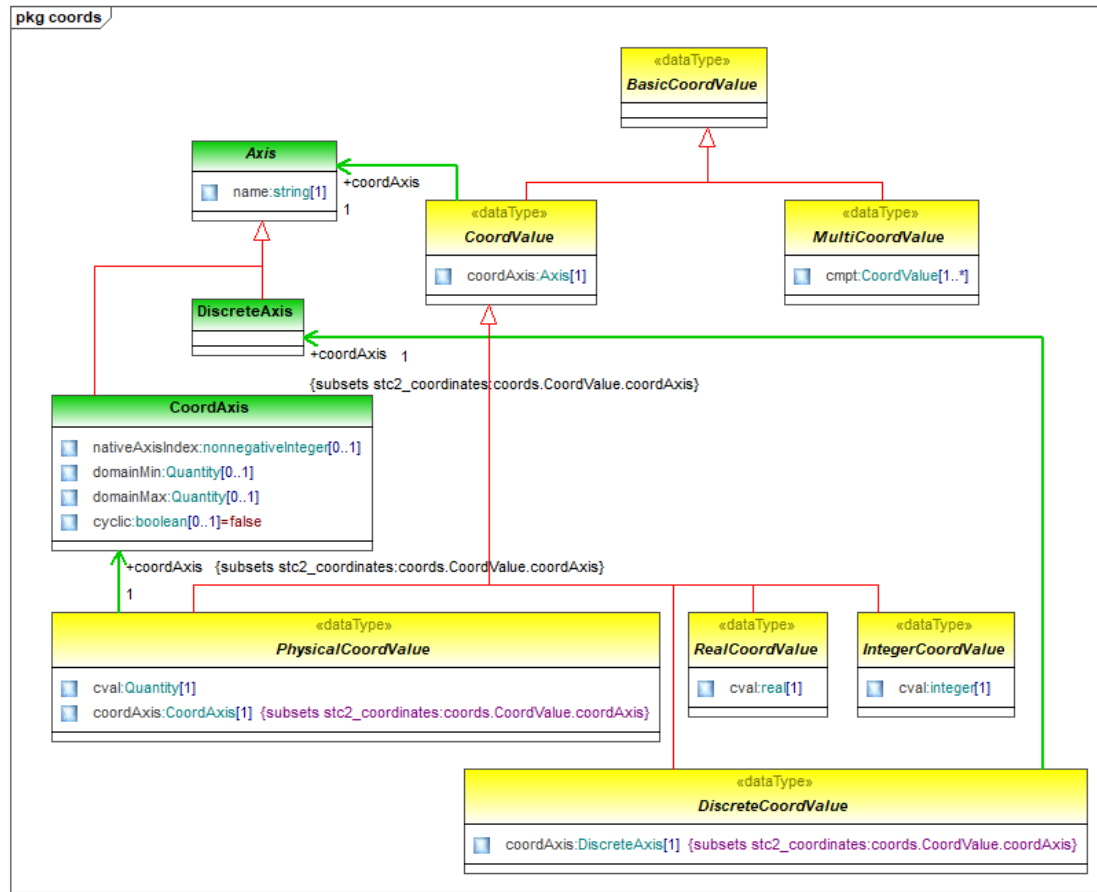 pkg coords
«dataType»
BasicCoordValue
Axis
name:string[1]
+coordAxis
1
«dataType»
CoordValue
coordAxis:Axis[1]
«dataType»
MultiCoordValue
cmpt:CoordValue[1..*]
DiscreteAxis
+coordAxis 1
{subsets stc2_coordinates:coords.CoordValue.coordAxis}
CoordAxis
nativeAxisIndex:nonnegativeInteger[0..1]
domainMin:Quantity[0..1]
domainMax:Quantity[0..1]
cyclic:boolean[0..1]=false
+coordAxis {subsets stc2_coordinates:coords.CoordValue.coordAxis}
1
«dataType»
PhysicalCoordValue
cval:Quantity[1]
coordAxis:CoordAxis[1] {subsets stc2_coordinates:coords.CoordValue.coordAxis}
«dataType»
RealCoordValue
cval:real[1]
«dataType»
IntegerCoordValue
cval:integer[1]
«dataType»
DiscreteCoordValue
coordAxis:DiscreteAxis[1] {subsets stc2_coordinates:coords.CoordValue.coordAxis}